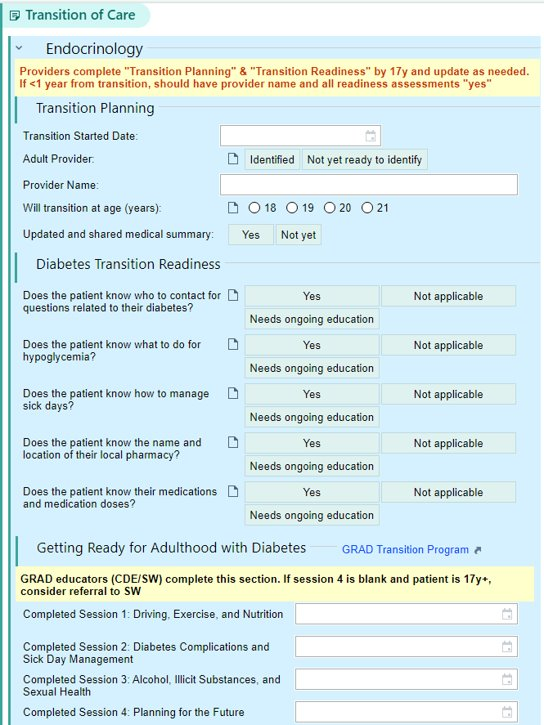 Transition of Care
Endocrinology
Providers complete "Transition Planning" & "Transition Readiness" by 17y and update as needed.
If <1 year from transition, should have provider name and all readiness assessments "yes"
Transition Planning
Transition Started Date:
Adult Provider: Identified Not yet ready to identify
Provider Name:
Will transition at age (years): 18 19 20 21
Updated and shared medical summary: Yes Not yet
Diabetes Transition Readiness
Does the patient know who to contact for Yes Not applicable
questions related to their diabetes?
Needs ongoing education
Does the patient know what to do for Yes Not applicable
hypoglycemia?
Needs ongoing education
Does the patient know how to manage Yes Not applicable
sick days?
Needs ongoing education
Does the patient know the name and Yes Not applicable
location of their local pharmacy?
Needs ongoing education
Does the patient know their medications Yes Not applicable
and medication doses?
Needs ongoing education
Getting Ready for Adulthood with Diabetes GRAD Transition Program
GRAD educators (CDE/SW) complete this section. If session 4 is blank and patient is 17y+,
consider referral to SW
Completed Session 1: Driving, Exercise, and Nutrition
Completed Session 2: Diabetes Complications and
Sick Day Management
Completed Session 3: Alcohol, Illicit Substances, and
Sexual Health
Completed Session 4: Planning for the Future